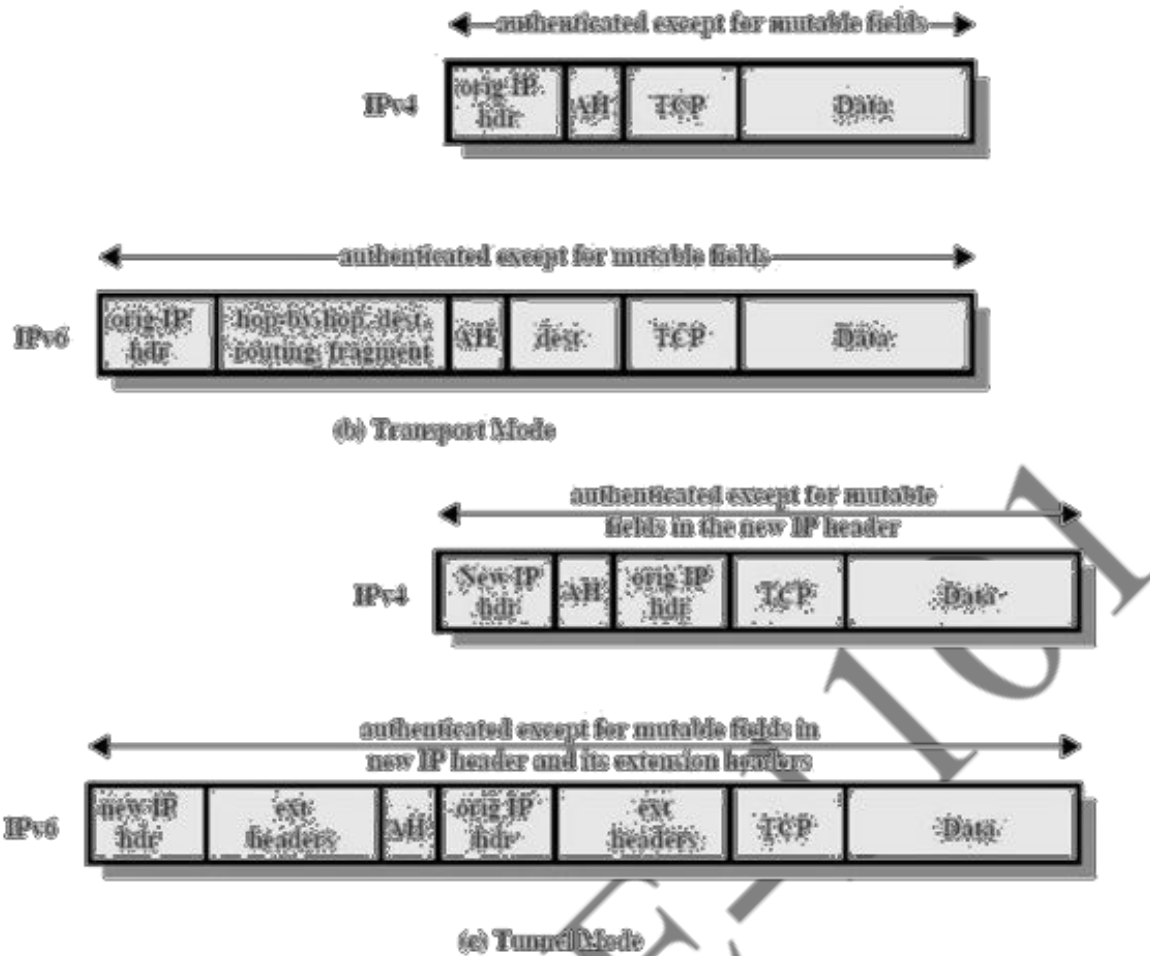 authenticated except for mutable fields
IPv4
orig IP hdr
AH
TCP
Data
authenticated except for mutable fields
IPv6
orig IP hdr
hop-by-hop, dest, routing, fragment
AH
dest
TCP
Data
(b) Transport Mode
authenticated except for mutable
fields in the new IP header
IPv4
New IP hdr
AH
orig IP hdr
TCP
Data
authenticated except for mutable fields in
new IP header and its extension headers
IPv6
new IP hdr
ext headers
AH
orig IP hdr
ext headers
TCP
Data
(c) Tunnel Mode